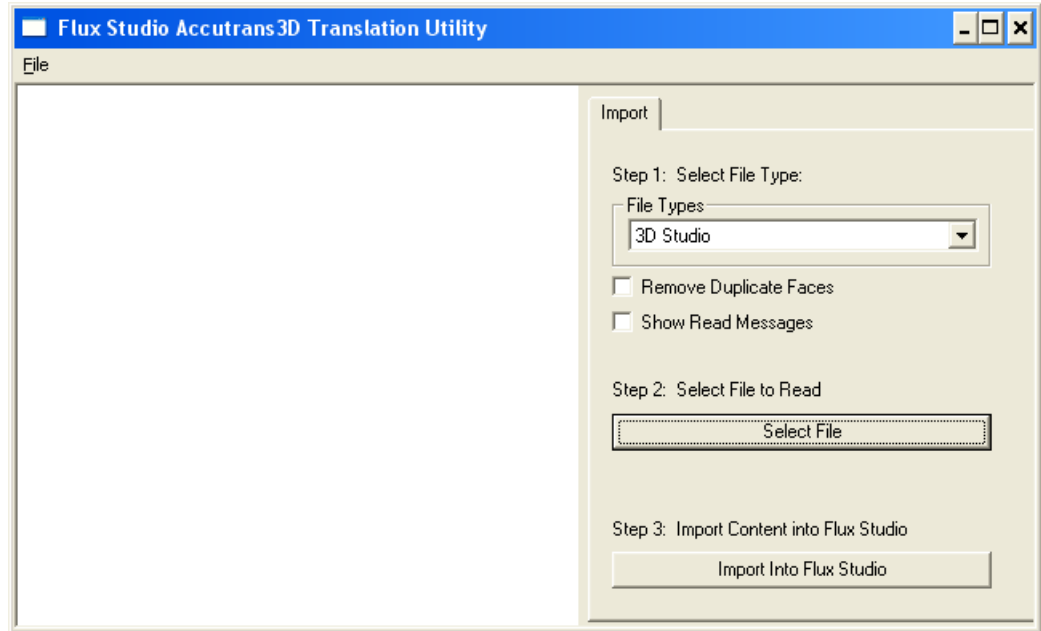 Flux Studio Accutrans3D Translation Utility
File
Import
Step 1:  Select File Type:
File Types
3D Studio
Remove Duplicate Faces
Show Read Messages
Step 2:  Select File to Read
Select File
Step 3:  Import Content into Flux Studio
Import Into Flux Studio